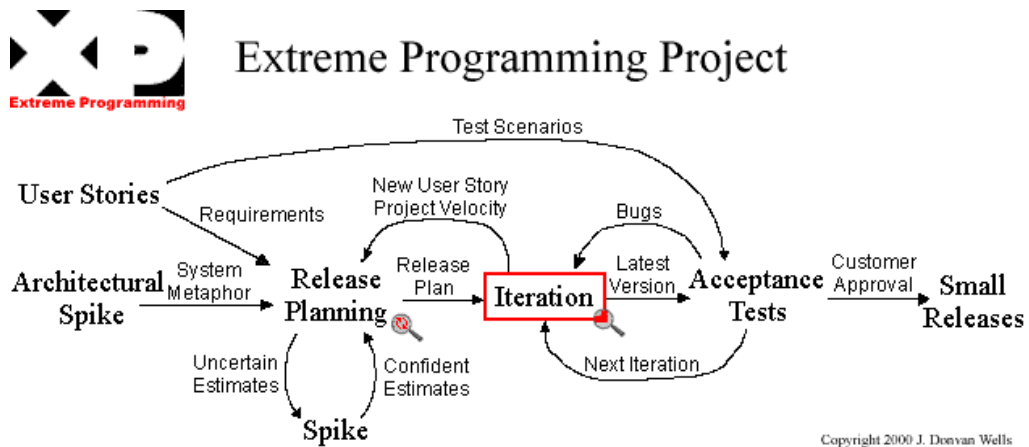 XP
Extreme Programming
Extreme Programming Project
Test Scenarios
User Stories
Requirements
New User Story
Project Velocity
Bugs
Architectural
Spike
System
Metaphor
Release
Planning
Release
Plan
Iteration
Latest
Version
Acceptance
Tests
Customer
Approval
Small
Releases
Uncertain
Estimates
Confident
Estimates
Next Iteration
Spike
Copyright 2000 J. Donvan Wells